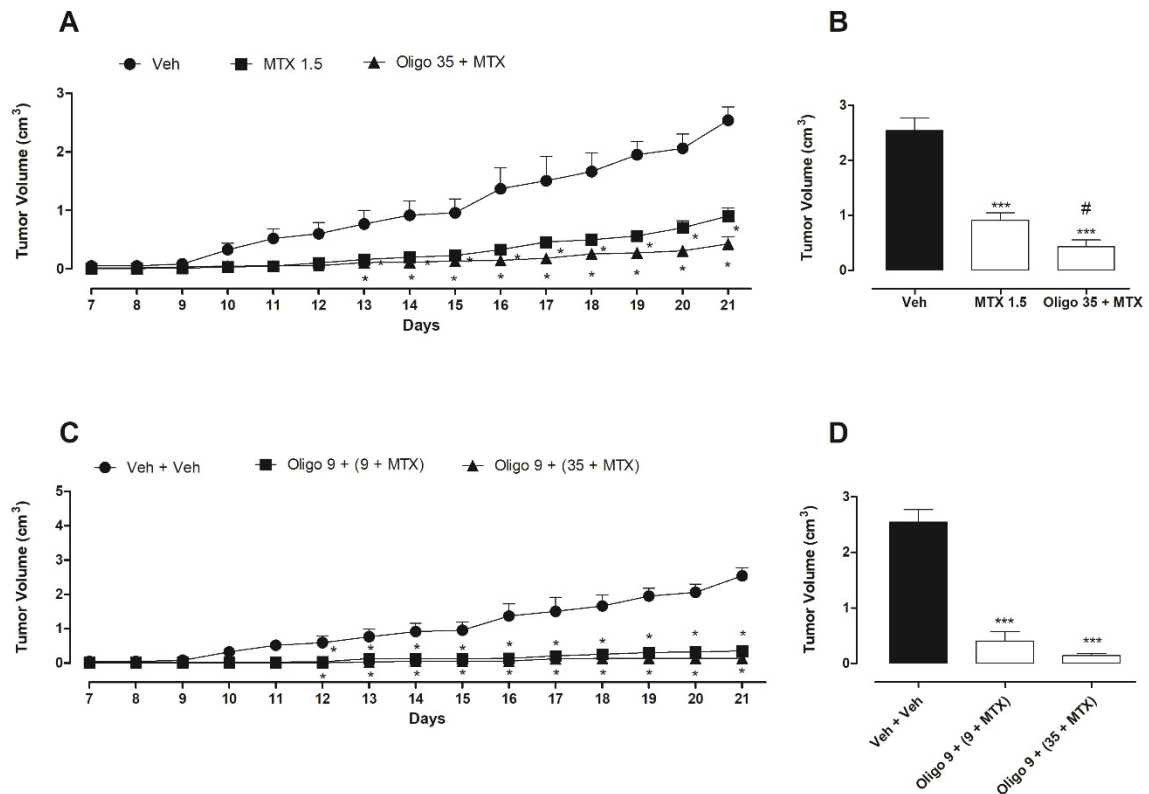 A
Veh MTX 1.5 Oligo 35 + MTX
Tumor Volume (cm3)
3
2
1
0
* * * * * * * * *
* * * * * * * * *
7 8 9 10 11 12 13 14 15 16 17 18 19 20 21
Days
B
Tumor Volume (cm3)
3
2
1
0
***
#
***
Veh MTX 1.5 Oligo 35 + MTX
C
Veh + Veh Oligo 9 + (9 + MTX) Oligo 9 + (35 + MTX)
Tumor Volume (cm3)
5
4
3
2
1
0
* * * * * * * * * *
* * * * * * * * * *
7 8 9 10 11 12 13 14 15 16 17 18 19 20 21
Days
D
Tumor Volume (cm3)
3
2
1
0
***
***
Veh + Veh
Oligo 9 + (9 + MTX)
Oligo 9 + (35 + MTX)